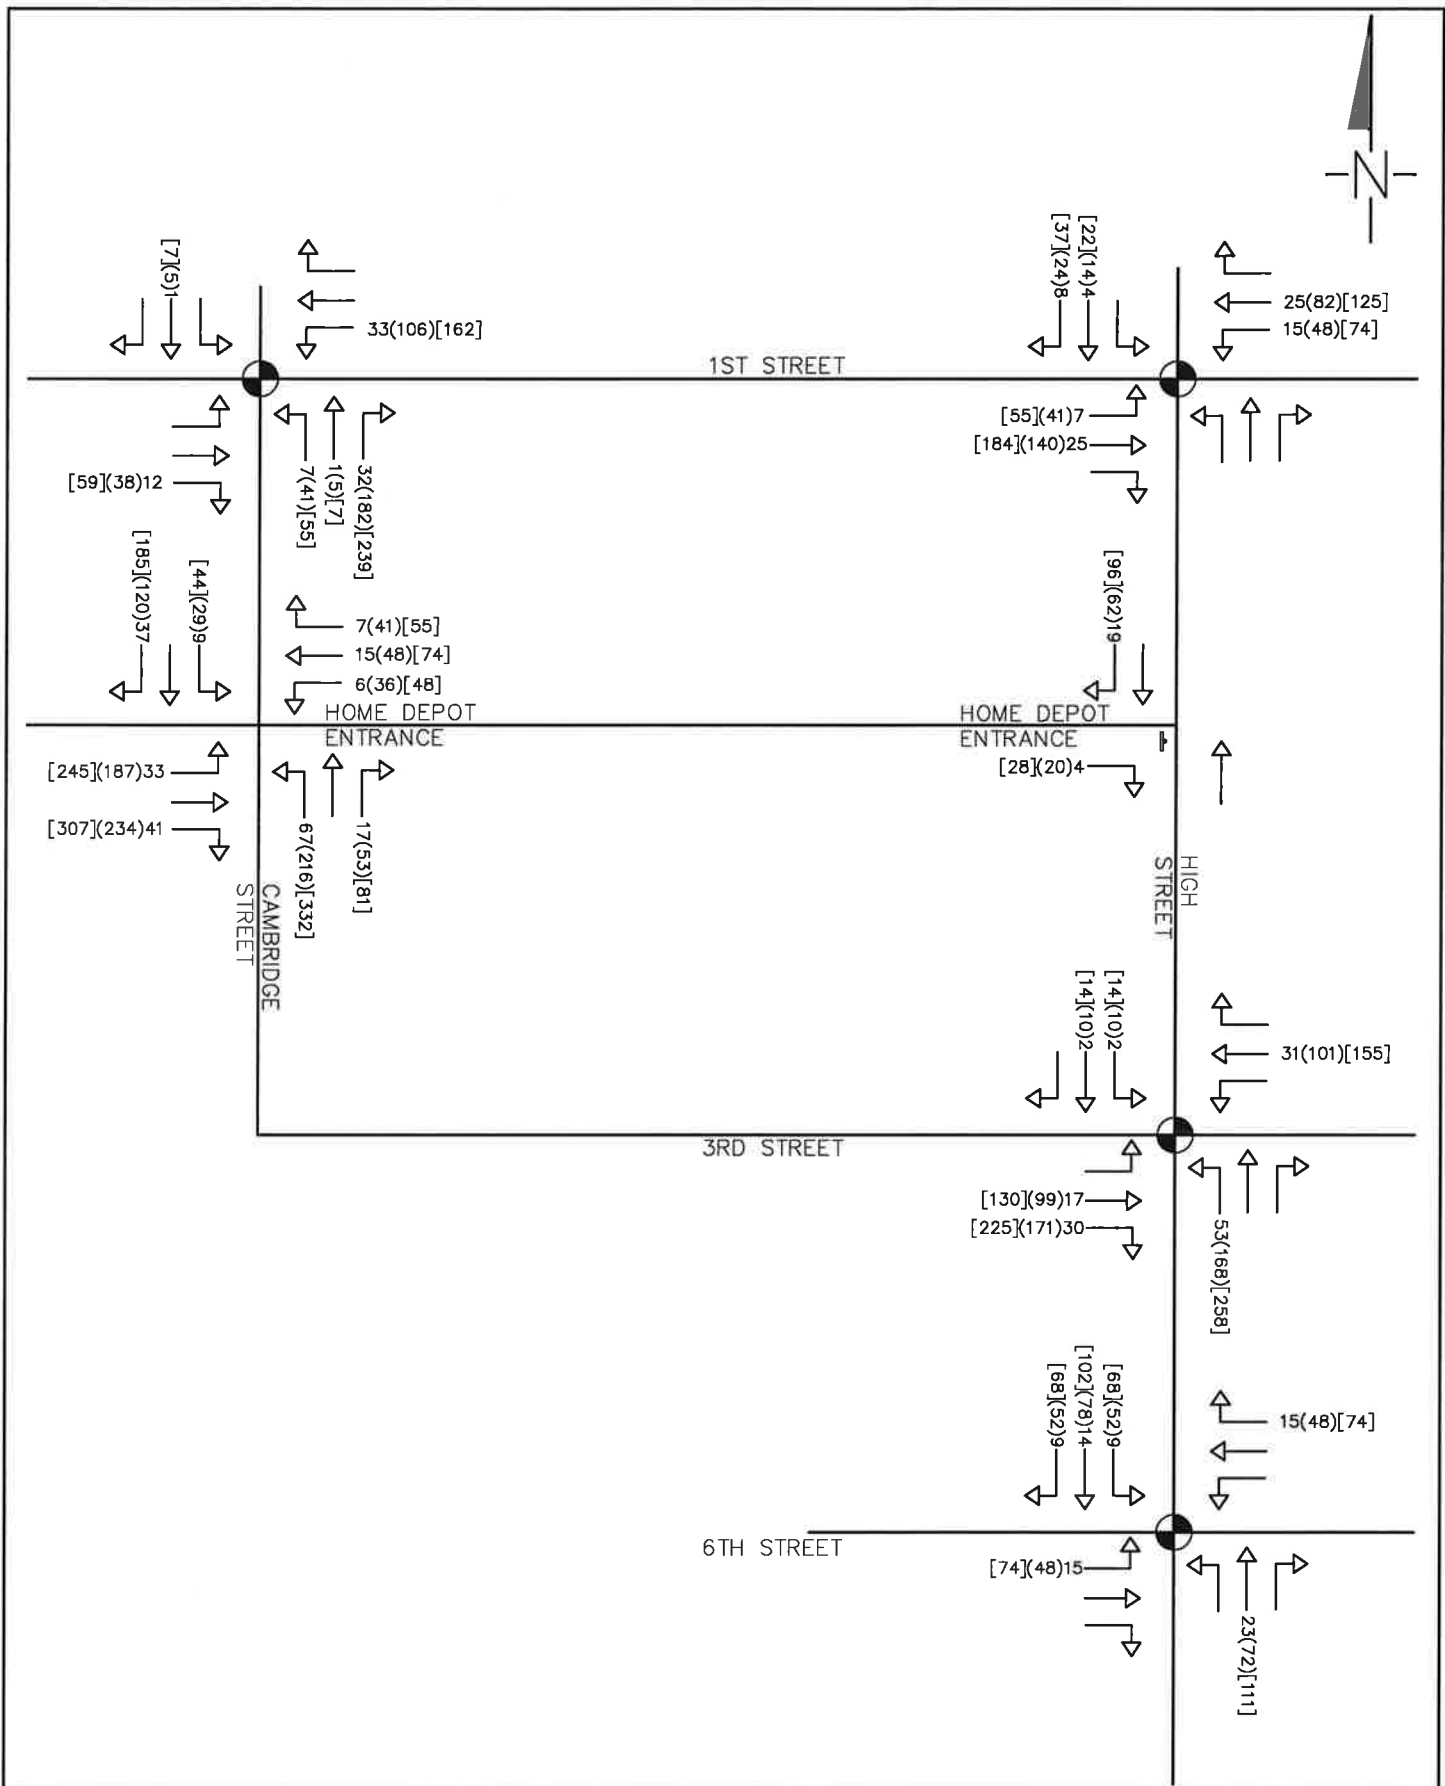 N
[7](5)1
33(106)[162]
[37](24)8
[22](14)4
25(82)[125]
15(48)[74]
1ST STREET
[55](41)7
[184](140)25
[59](38)12
7(41)[55]
1(5)[7]
32(182)[239]
[185](120)37
[44](29)9
7(41)[55]
15(48)[74]
6(36)[48]
[96](62)19
HOME DEPOT
ENTRANCE
HOME DEPOT
ENTRANCE
[245](187)33
[307](234)41
67(216)[332]
17(53)[81]
[28](20)4
CAMBRIDGE
STREET
HIGH
STREET
[14](10)2
[14](10)2
31(101)[155]
3RD STREET
[130](99)17
[225](171)30
53(168)[258]
[68](52)9
[102](78)14
[68](52)9
15(48)[74]
6TH STREET
[74](48)15
23(72)[111]